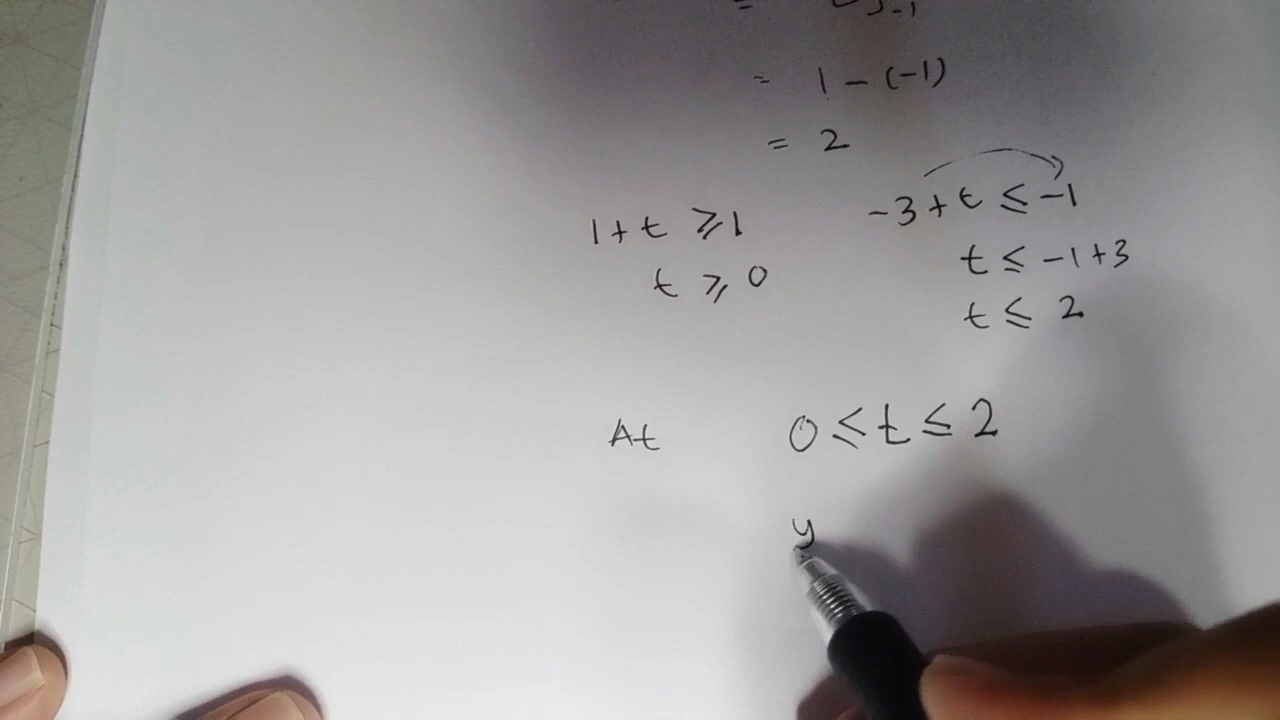 = 1 - (-1)
= 2
1 + t ⩾ 1
t ⩾ 0
-3 + t ≤ -1
t ≤ -1 + 3
t ≤ 2
At 0 ≤ t ≤ 2
y